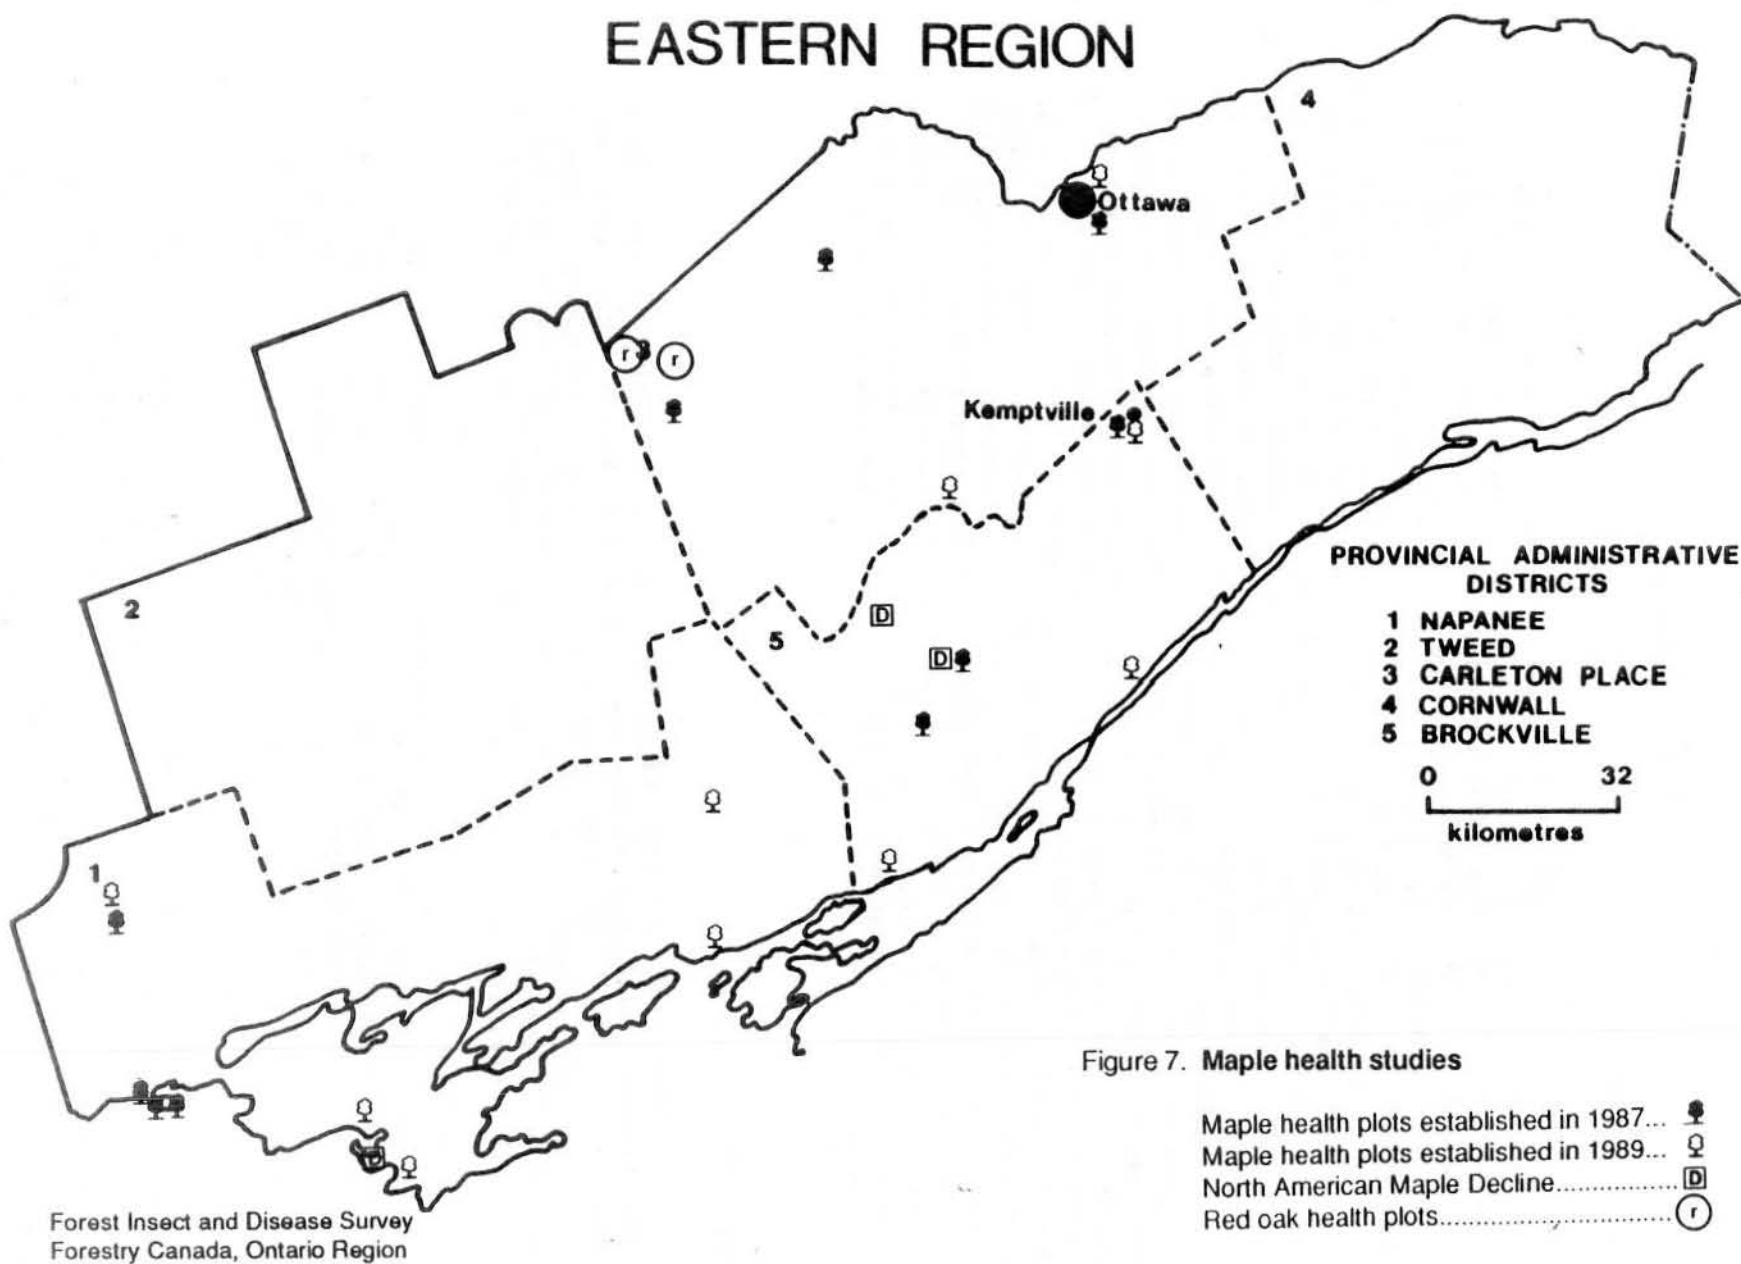 EASTERN REGION
4
Ottawa
r
3
r
Kemptville
2
5
D
D
1
D
PROVINCIAL ADMINISTRATIVE
DISTRICTS
1 NAPANEE
2 TWEED
3 CARLETON PLACE
4 CORNWALL
5 BROCKVILLE
0 32
kilometres
Figure 7. Maple health studies
Maple health plots established in 1987...
Maple health plots established in 1989...
North American Maple Decline................. D
Red oak health plots................................ r
Forest Insect and Disease Survey
Forestry Canada, Ontario Region